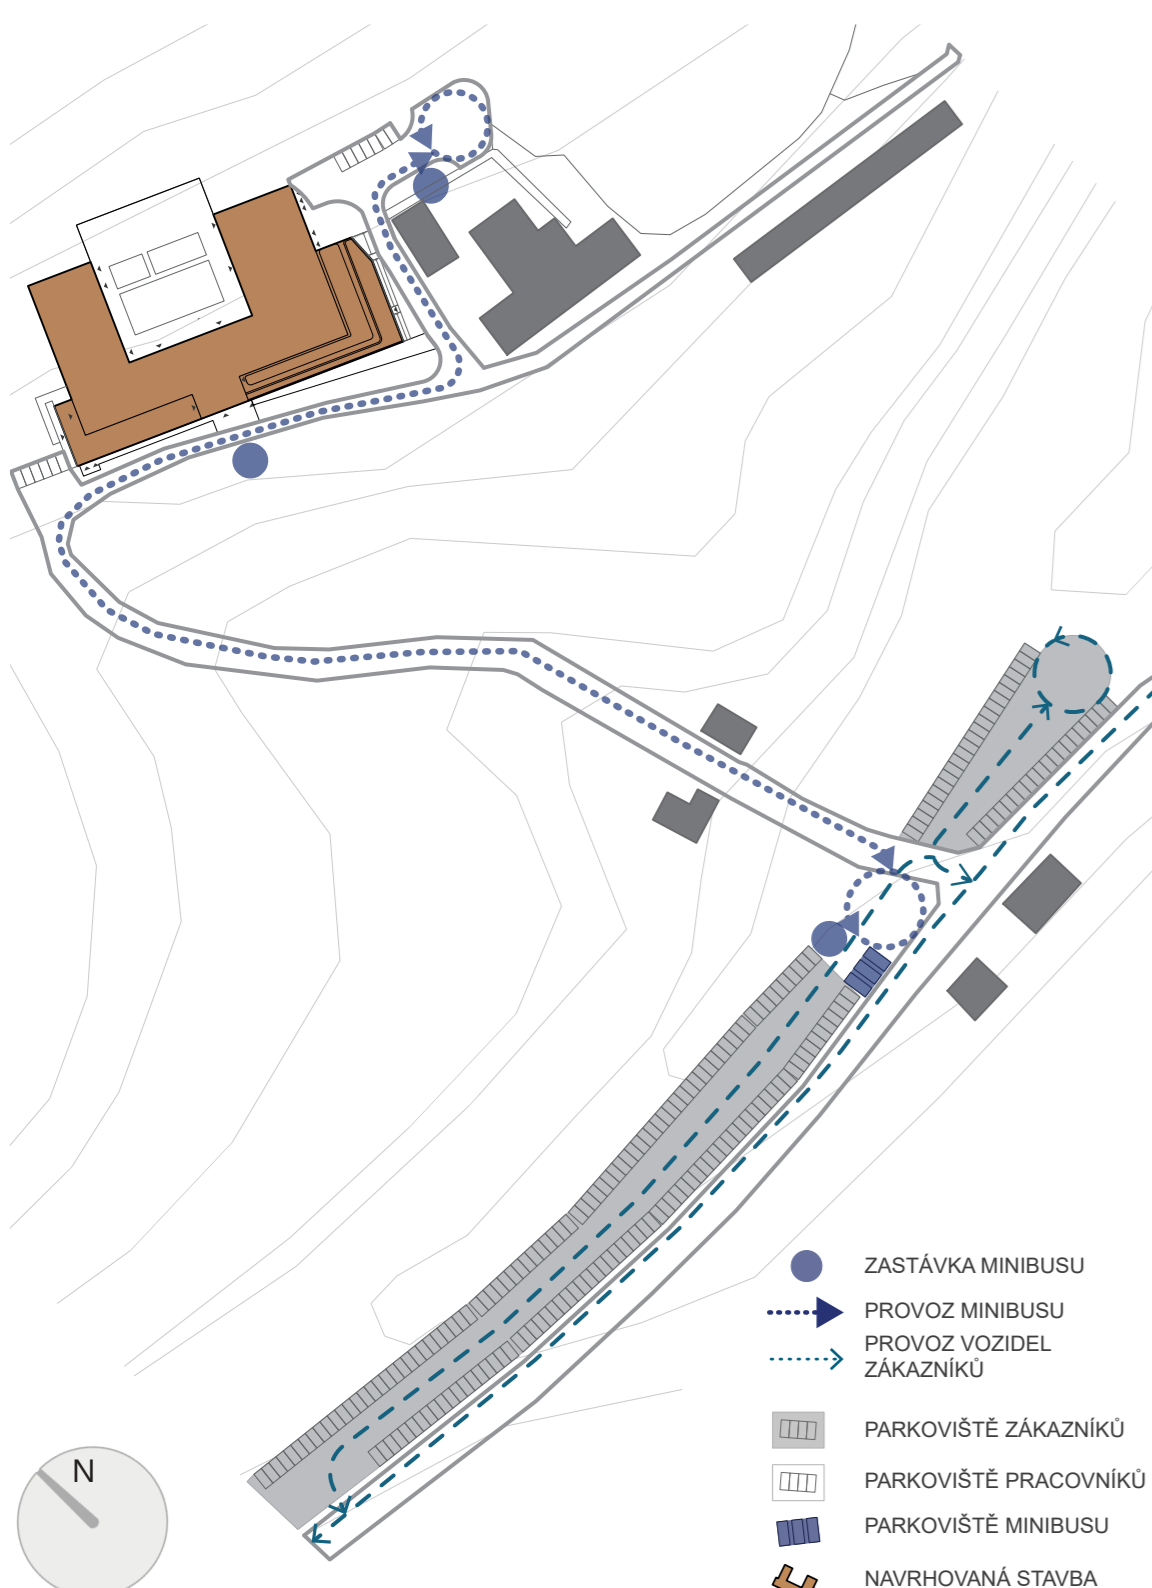 ZASTÁVKA MINIBUSU
PROVOZ MINIBUSU
PROVOZ VOZIDEL
ZÁKAZNÍKŮ
PARKOVIŠTĚ ZÁKAZNÍKŮ
PARKOVIŠTĚ PRACOVNÍKŮ
PARKOVIŠTĚ MINIBUSU
NAVRHOVANÁ STAVBA
N